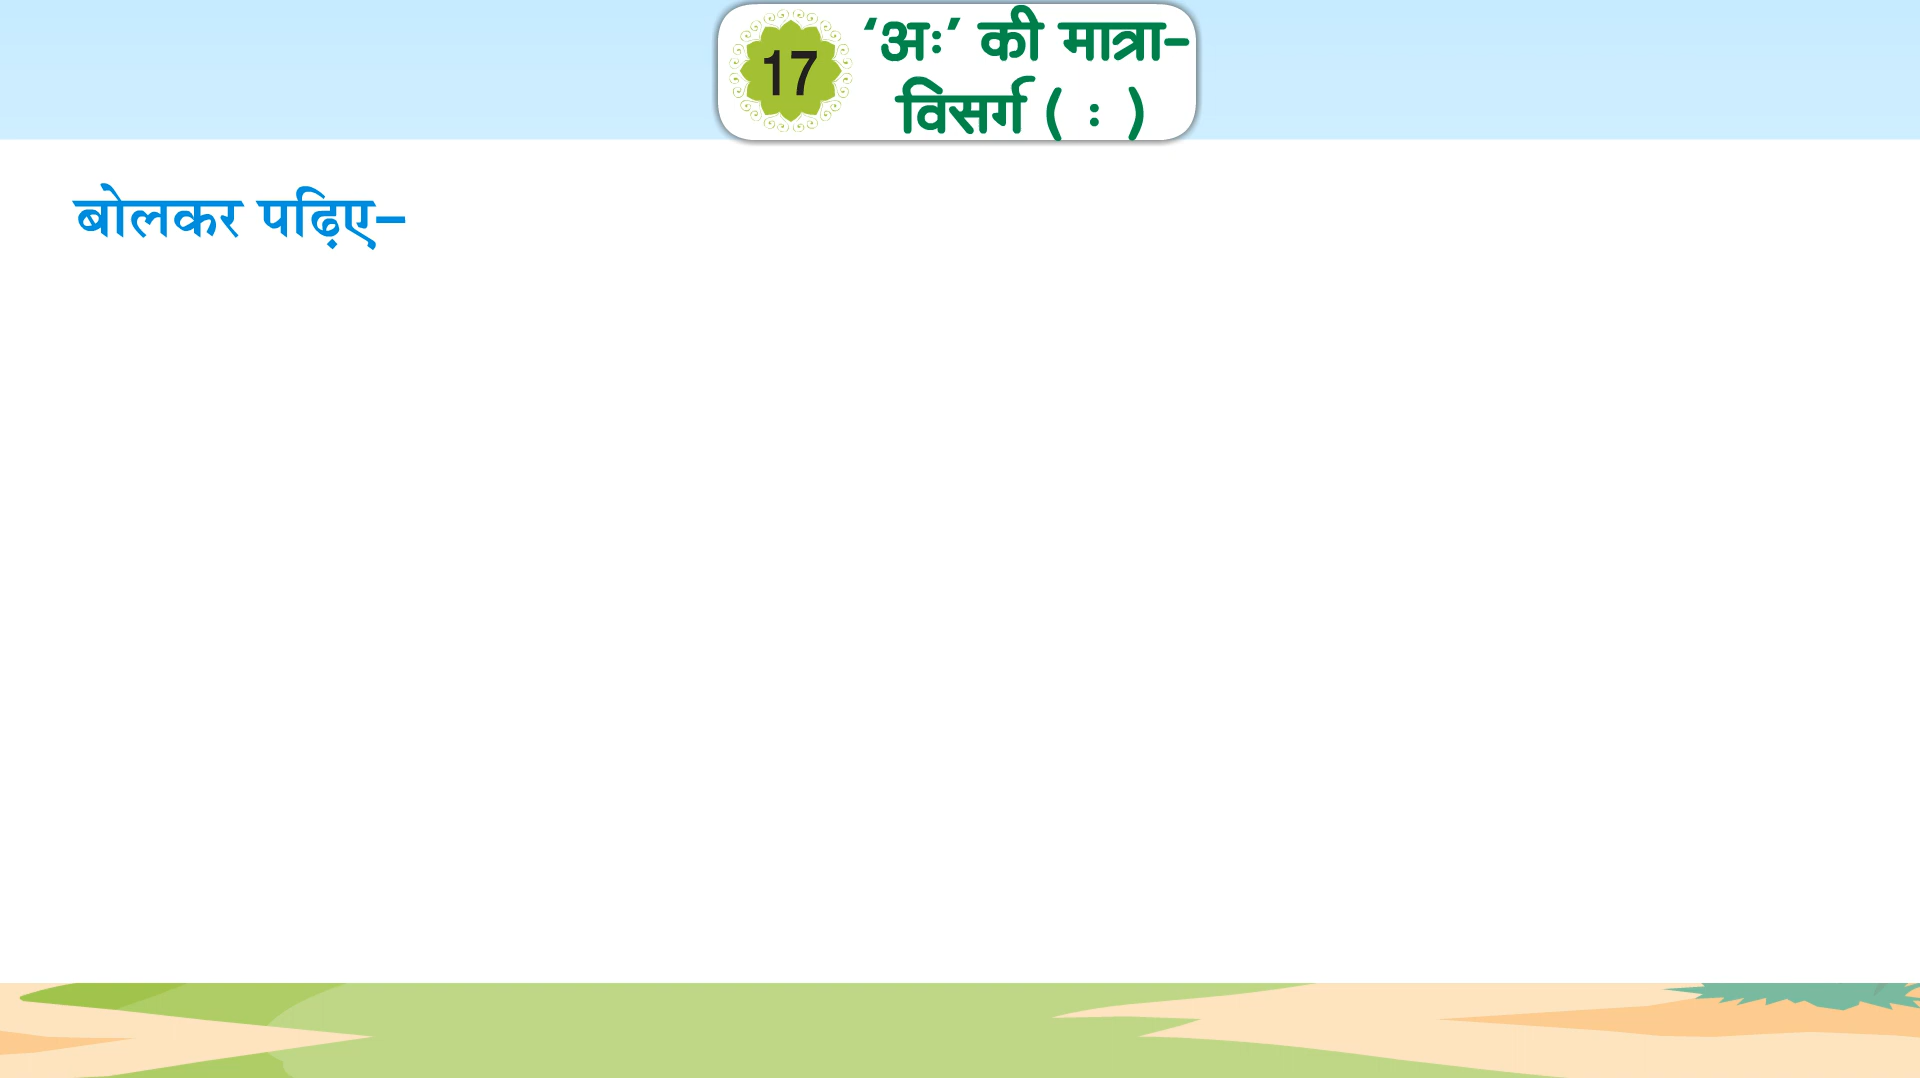 17
‘अः’ की मात्रा-
विसर्ग ( : )
बोलकर पढ़िए-